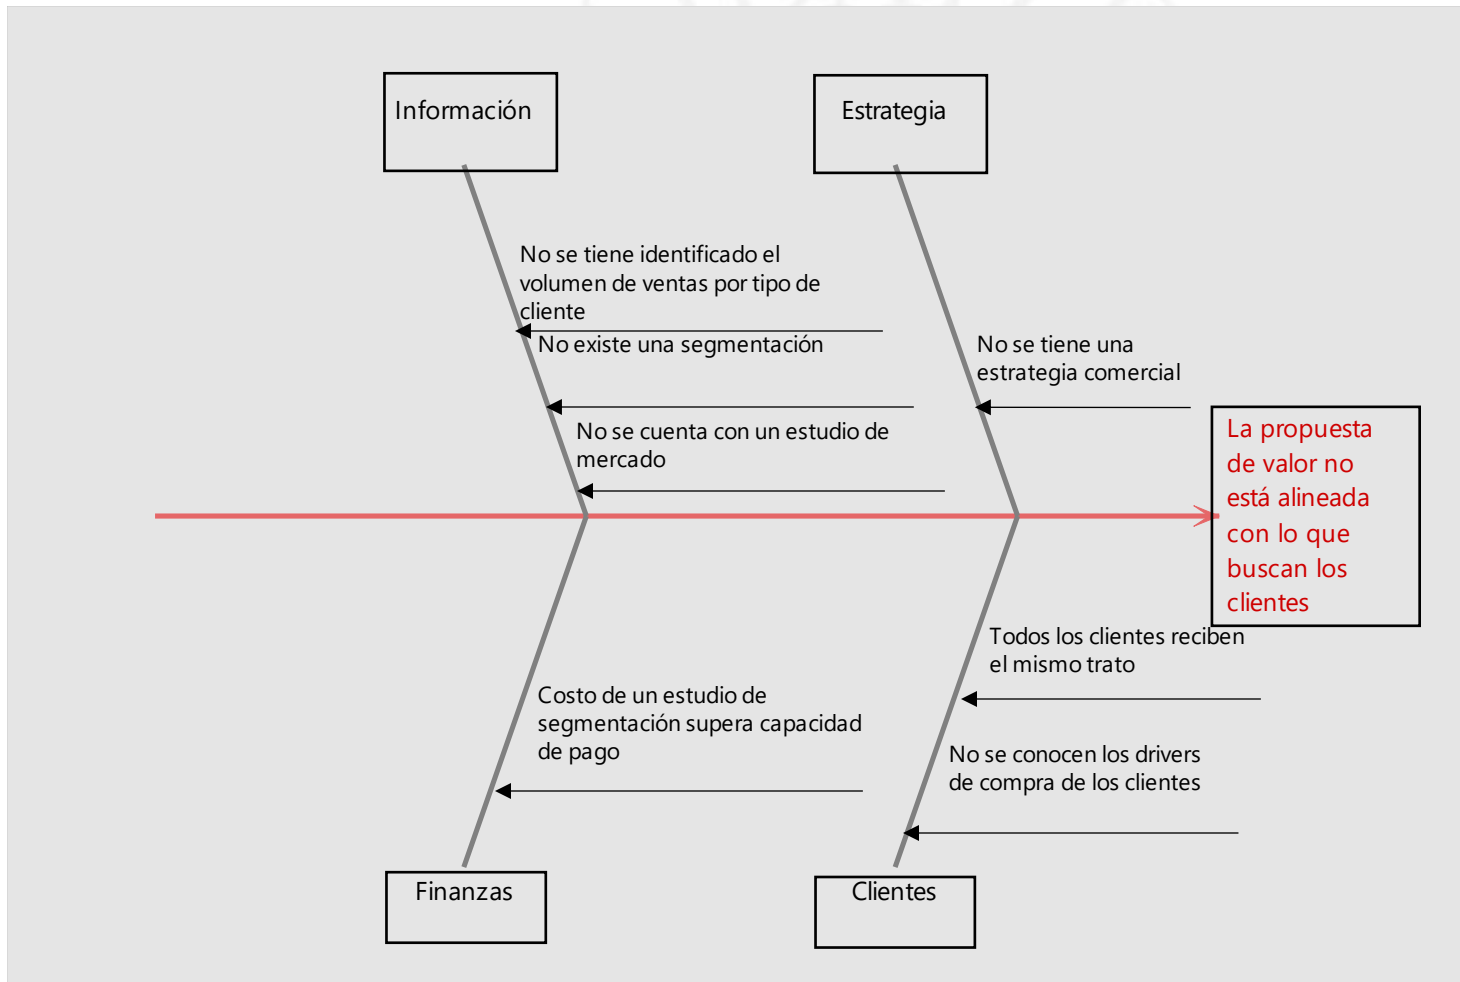 Información
Estrategia
No se tiene identificado el
volumen de ventas por tipo de
cliente
No existe una segmentación
No se tiene una
estrategia comercial
No se cuenta con un estudio de
mercado
La propuesta
de valor no
está alineada
con lo que
buscan los
clientes
Todos los clientes reciben
el mismo trato
Costo de un estudio de
segmentación supera capacidad
de pago
No se conocen los drivers
de compra de los clientes
Finanzas
Clientes